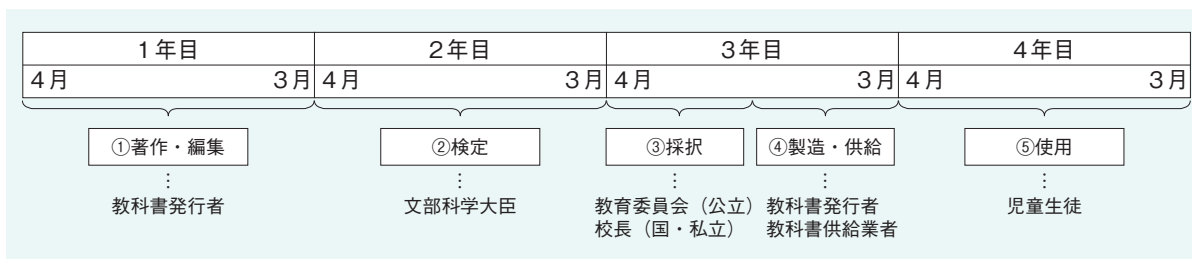 1年目 2年目 3年目 4年目
4月 3月 4月 3月 4月 3月 4月 3月
①著作・編集 ②検定 ③採択 ④製造・供給 ⑤使用
教科書発行者 文部科学大臣 教育委員会（公立） 教科書発行者 児童生徒
校長（国・私立） 教科書供給業者